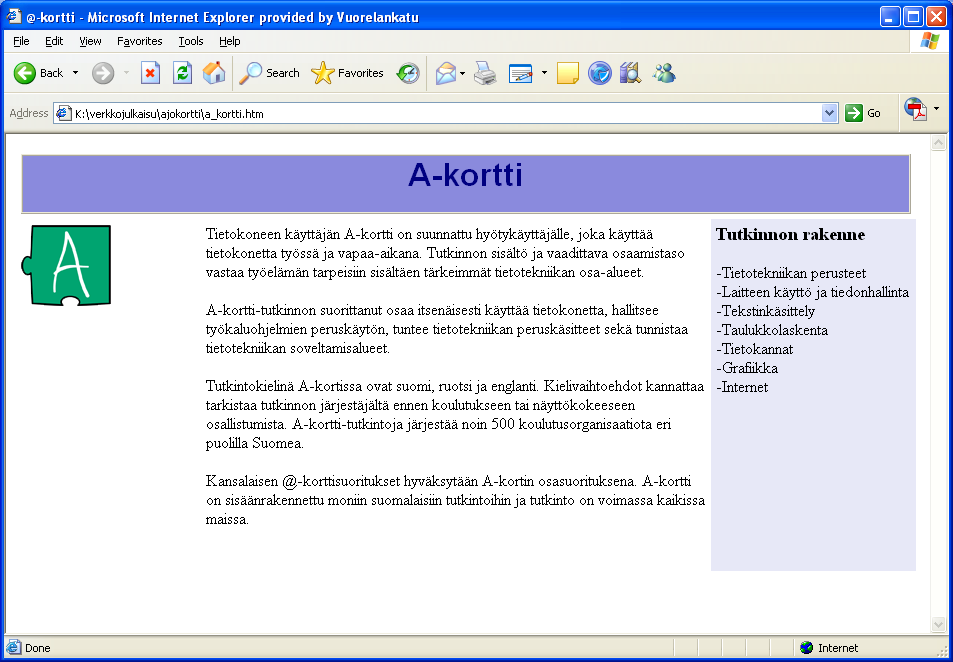 @-kortti - Microsoft Internet Explorer provided by Vuorelankatu
File Edit View Favorites Tools Help
Back Search Favorites
Address K:\verkkojulkaisu\ajokortti\a_kortti.htm Go
A-kortti
A
Tietokoneen käyttäjän A-kortti on suunnattu hyötykäyttäjälle, joka käyttää
tietokonetta työssä ja vapaa-aikana. Tutkinnon sisältö ja vaadittava osaamistaso
vastaa työelämän tarpeisiin sisältäen tärkeimmät tietotekniikan osa-alueet.
A-kortti-tutkinnon suorittanut osaa itsenäisesti käyttää tietokonetta, hallitsee
työkaluohjelmien peruskäytön, tuntee tietotekniikan peruskäsitteet sekä tunnistaa
tietotekniikan soveltamisalueet.
Tutkintokielinä A-kortissa ovat suomi, ruotsi ja englanti. Kielivaihtoehdot kannattaa
tarkistaa tutkinnon järjestäjältä ennen koulutukseen tai näyttökokeeseen
osallistumista. A-kortti-tutkintoja järjestää noin 500 koulutusorganisaatiota eri
puolilla Suomea.
Kansalaisen @-korttisuoritukset hyväksytään A-kortin osasuorituksena. A-kortti
on sisäänrakennettu moniin suomalaisiin tutkintoihin ja tutkinto on voimassa kaikissa
maissa.
Tutkinnon rakenne
-Tietotekniikan perusteet
-Laitteen käyttö ja tiedonhallinta
-Tekstinkäsittely
-Taulukkolaskenta
-Tietokannat
-Grafiikka
-Internet
Done Internet